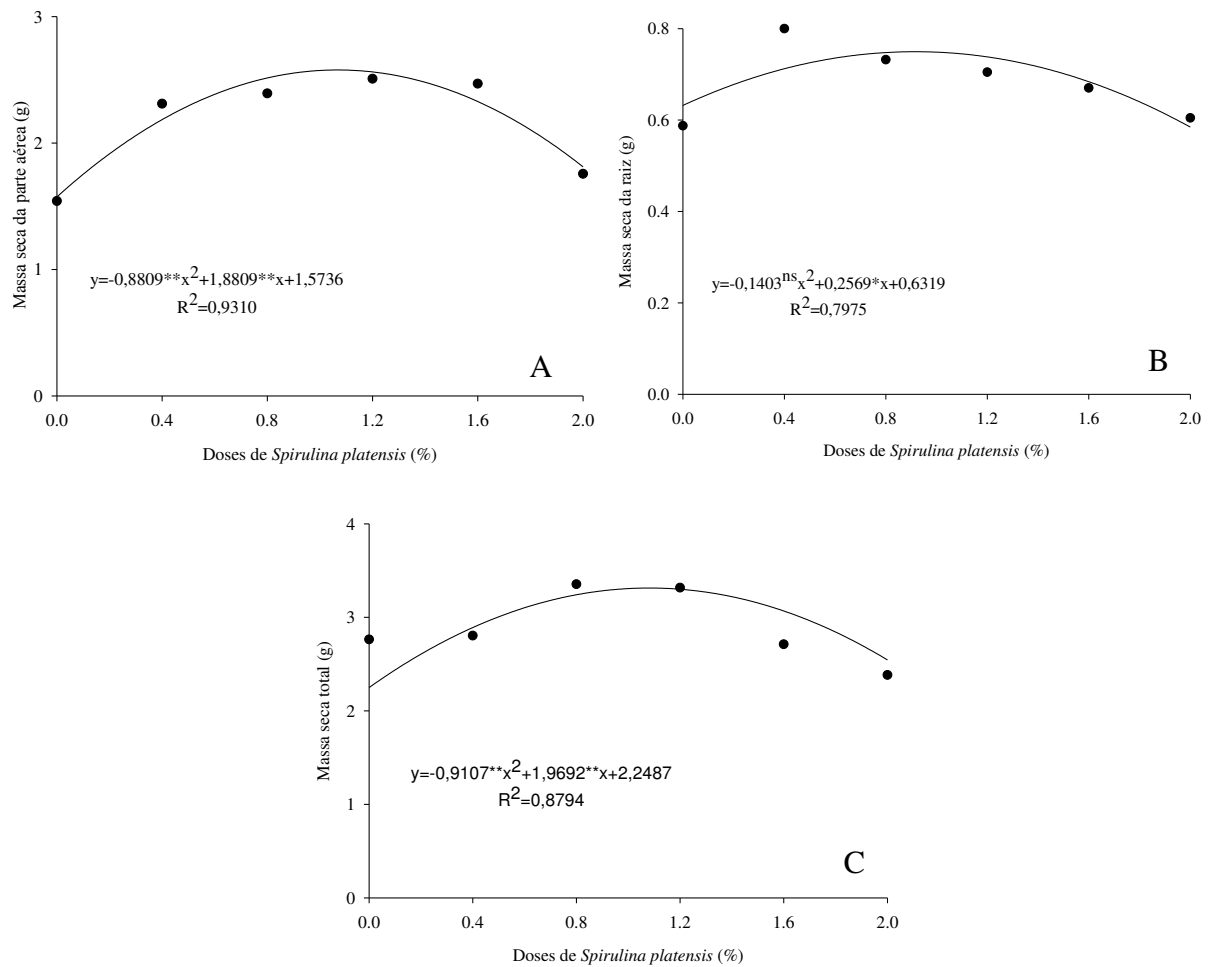 Massa seca da parte aérea (g)
3
2
1
0
y=-0,8809**x²+1,8809**x+1,5736
R²=0,9310
A
0.0 0.4 0.8 1.2 1.6 2.0
Doses de Spirulina platensis (%)
Massa seca da raiz (g)
0.8
0.6
0.4
0.2
0.0
y=-0,1403ⁿˢx²+0,2569*x+0,6319
R²=0,7975
B
0.0 0.4 0.8 1.2 1.6 2.0
Doses de Spirulina platensis (%)
Massa seca total (g)
4
3
2
1
0
y=-0,9107**x²+1,9692**x+2,2487
R²=0,8794
C
0.0 0.4 0.8 1.2 1.6 2.0
Doses de Spirulina platensis (%)